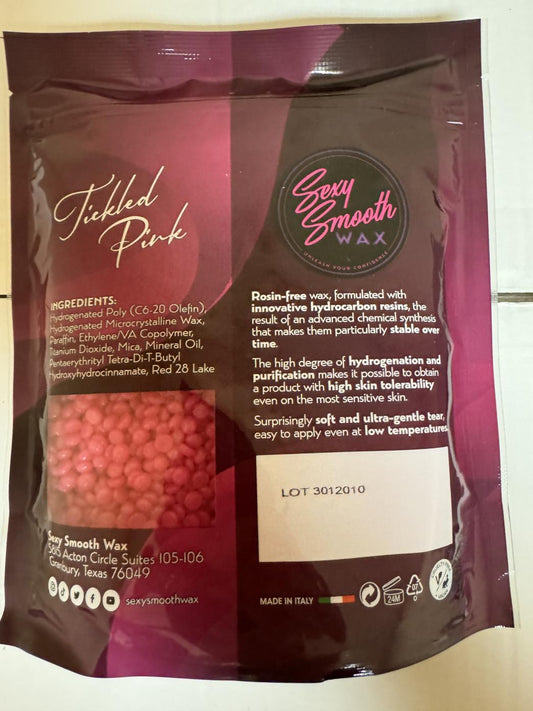 Tickled
Pink
Sexy
Smooth
WAX
UNLEASH YOUR CONFIDENCE
INGREDIENTS:
Hydrogenated Poly (C6-20 Olefin),
Hydrogenated Microcrystalline Wax,
Paraffin, Ethylene/VA Copolymer,
Titanium Dioxide, Mica, Mineral Oil,
Pentaerythrityl Tetra-Di-T-Butyl
Hydroxyhydrocinnamate, Red 28 Lake
Rosin-free wax, formulated with
innovative hydrocarbon resins, the
result of an advanced chemical synthesis
that makes them particularly stable over
time.
The high degree of hydrogenation and
purification makes it possible to obtain
a product with high skin tolerability
even on the most sensitive skin.
Surprisingly soft and ultra-gentle tear,
easy to apply even at low temperatures.
LOT 3012010
Sexy Smooth Wax
5615 Acton Circle Suites 105-106
Granbury, Texas 76049
sexysmoothwax
MADE IN ITALY
24M
07